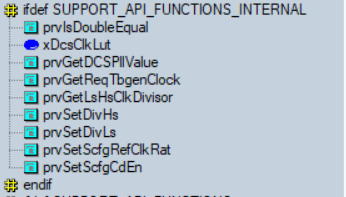 ifdef SUPPORT_API_FUNCTIONS_INTERNAL
prvIsDoubleEqual
xDcsClkLut
prvGetDCSPllValue
prvGetReqTbgenClock
prvGetLsHsClkDivisor
prvSetDivHs
prvSetDivLs
prvSetScfgRefClkRat
prvSetScfgCdEn
endif